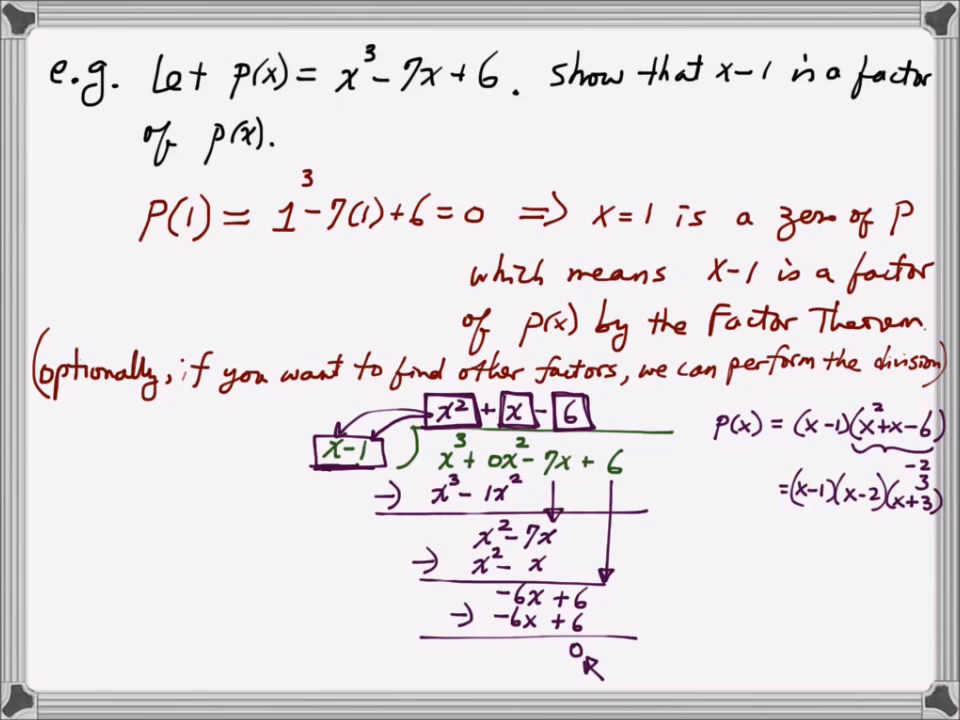 e.g. Let p(x) = x³ - 7x + 6. show that x-1 is a factor
of p(x).
P(1) = 1³ - 7(1) + 6 = 0 ⇒ x = 1 is a zero of P
which means x-1 is a factor
of p(x) by the Factor Theorem.
(optionally, if you want to find other factors, we can perform the division)
x² + x - 6
x-1 ) x³ + 0x² - 7x + 6
-) x³ - 1x²
x² - 7x
-) x² - x
-6x + 6
-) -6x + 6
0
p(x) = (x-1)(x²+x-6)
-2
3
=(x-1)(x-2)(x+3)